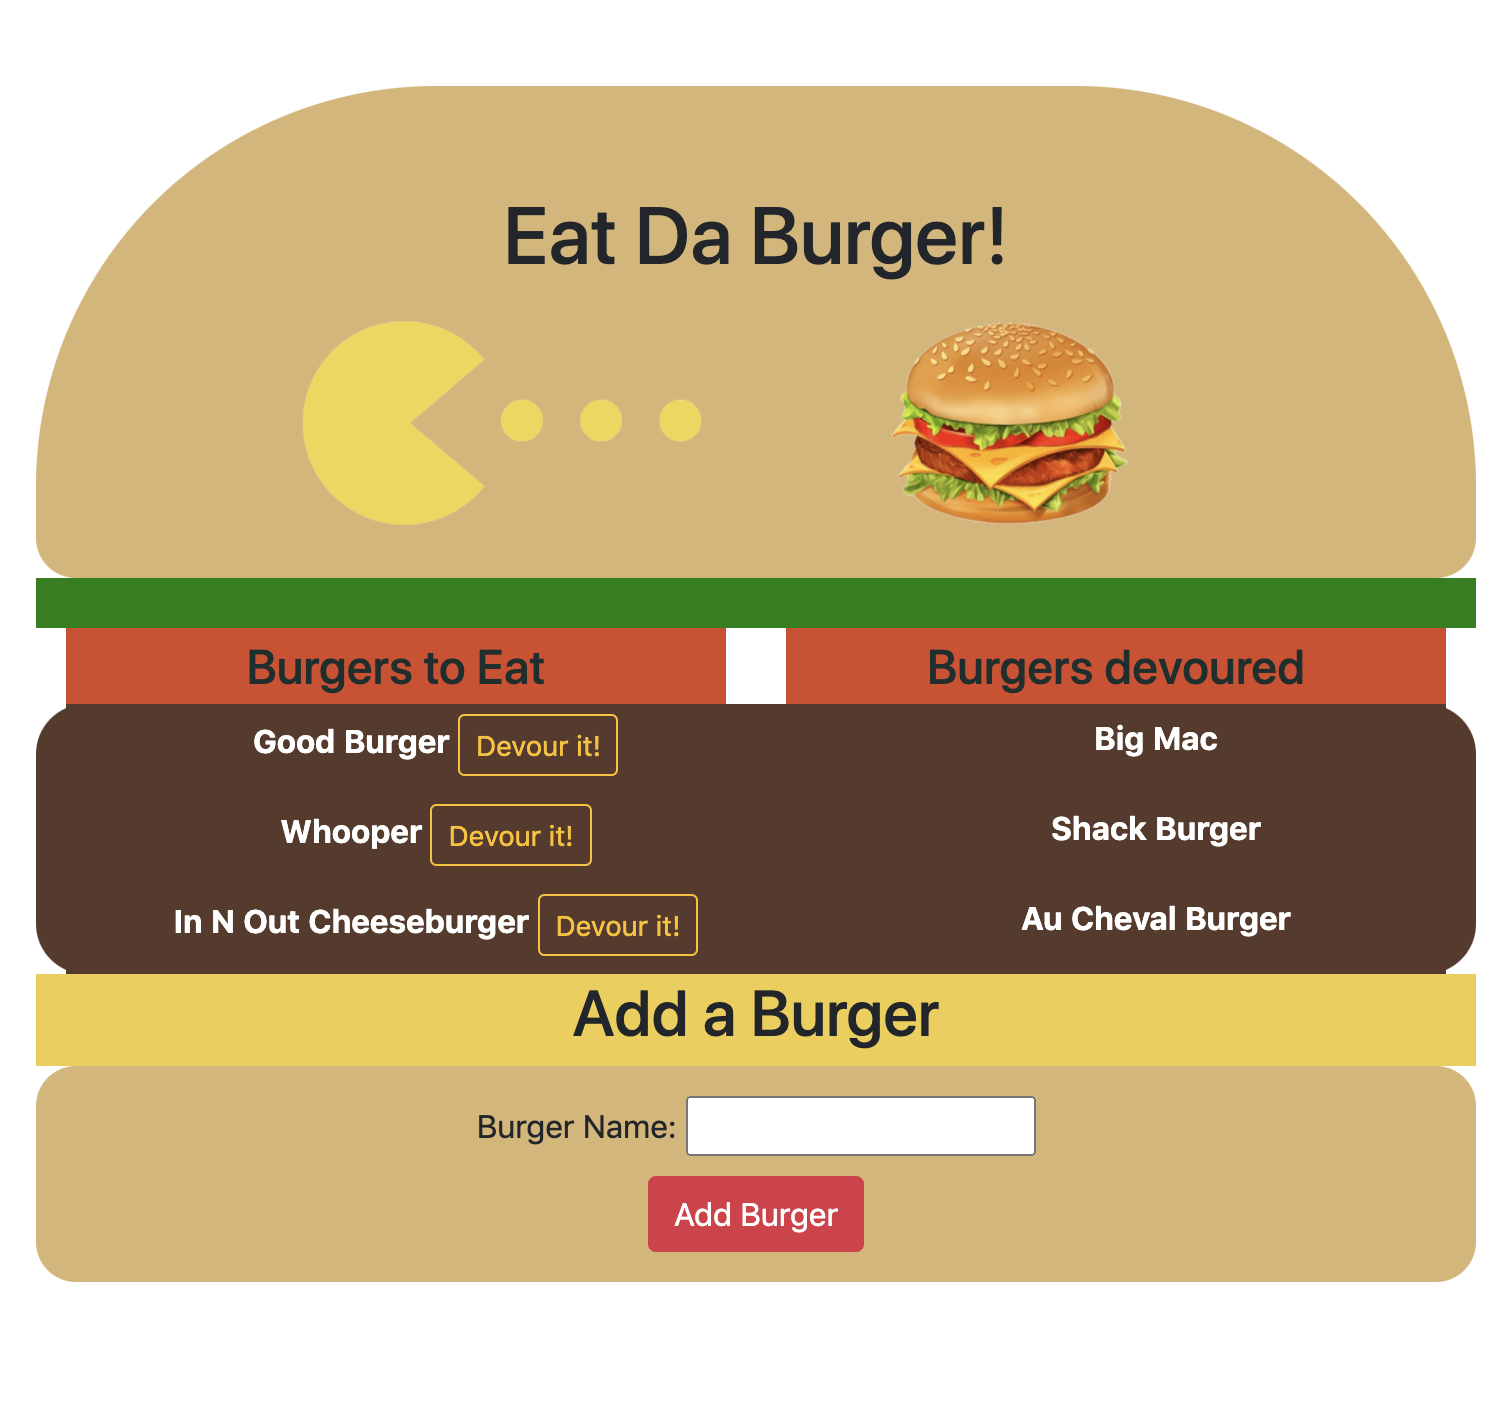 Eat Da Burger!
Burgers to Eat
Good Burger Devour it!
Whooper Devour it!
In N Out Cheeseburger Devour it!
Burgers devoured
Big Mac
Shack Burger
Au Cheval Burger
Add a Burger
Burger Name:
Add Burger